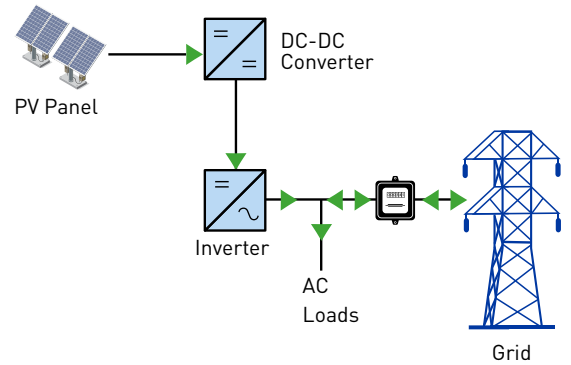 DC-DC
Converter
PV Panel
Inverter
AC
Loads
Grid